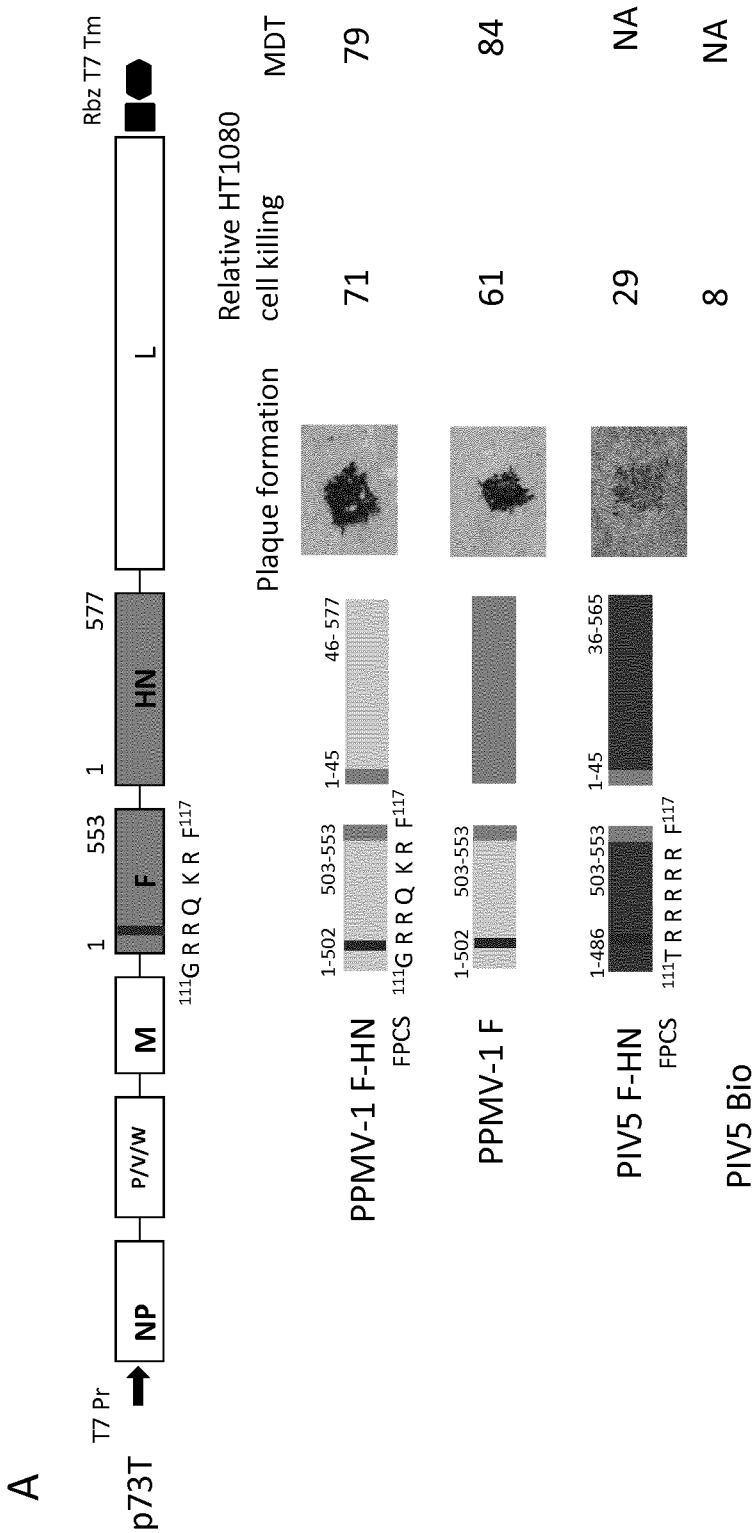 A
T7 Pr
Rbz T7 Tm
p73T
NP
P/V/W
M
1 553
F
1 577
HN
L
¹¹¹G R R Q K R F¹¹⁷
Plaque formation
Relative HT1080
cell killing
MDT
PPMV-1 F-HN
1-502 503-553
1-45 46- 577
71
79
FPCS
¹¹¹G R R Q K R F¹¹⁷
PPMV-1 F
1-502 503-553
61
84
PIV5 F-HN
1-486 503-553
1-45 36-565
29
NA
FPCS
¹¹¹T R R R R R F¹¹⁷
PIV5 Bio
8
NA